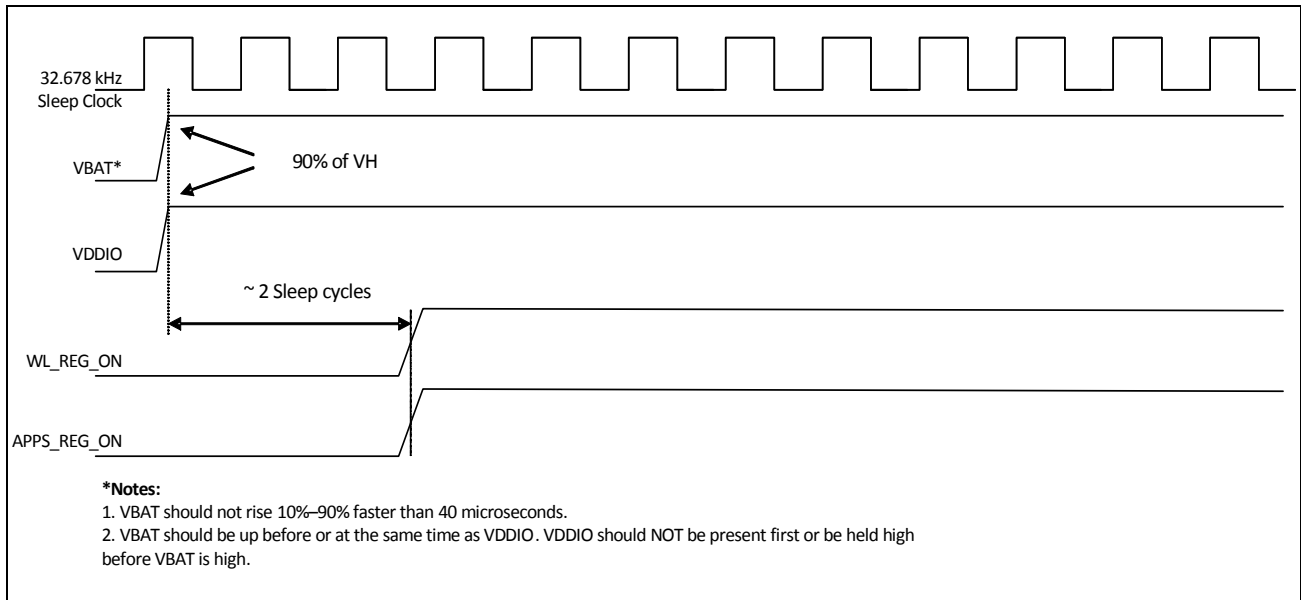 32.678 kHz
Sleep Clock
VBAT*
90% of VH
VDDIO
~ 2 Sleep cycles
WL_REG_ON
APPS_REG_ON
*Notes:
1. VBAT should not rise 10%–90% faster than 40 microseconds.
2. VBAT should be up before or at the same time as VDDIO. VDDIO should NOT be present first or be held high
before VBAT is high.